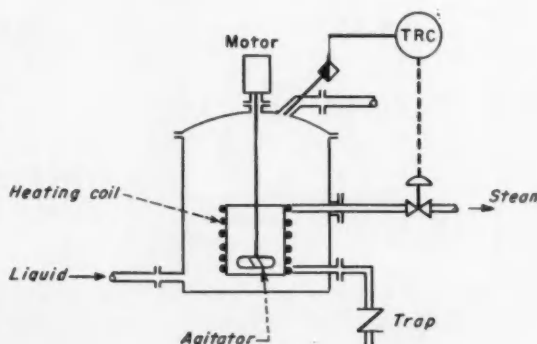 TRC
Motor
Heating coil
Steam
Liquid
Trap
Agitator